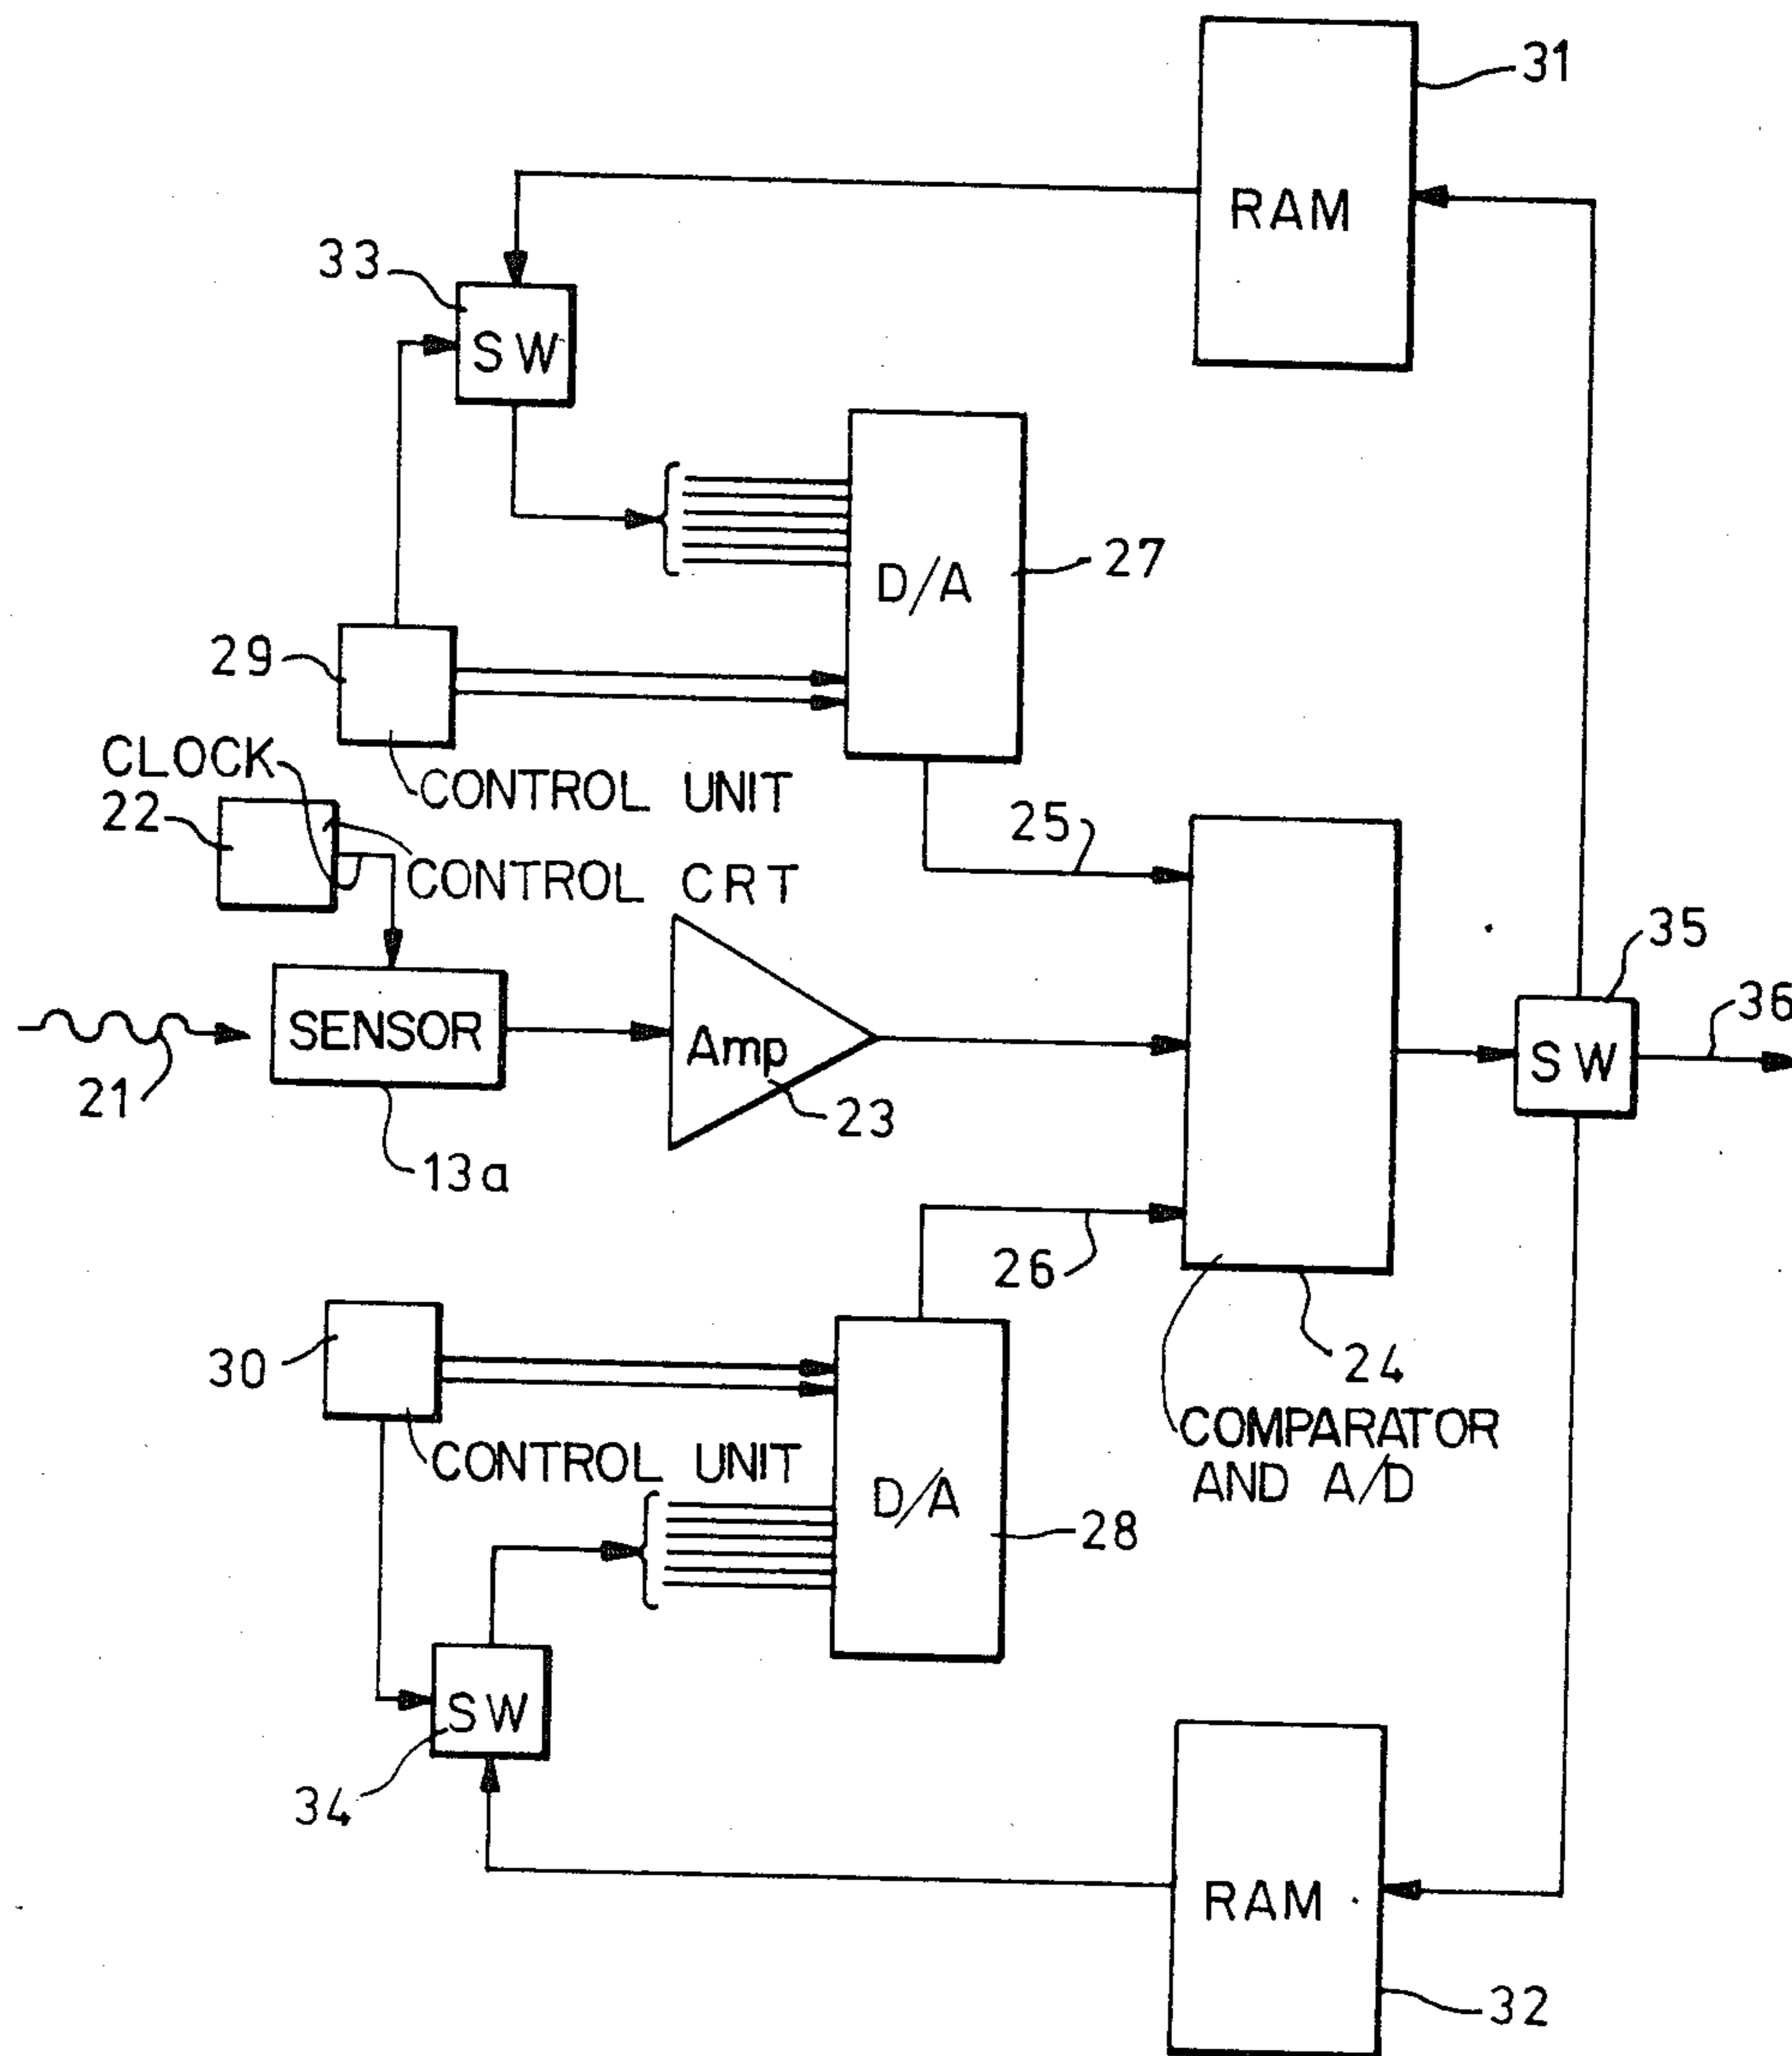 31
RAM
33
SW
D/A
27
29
CONTROL UNIT
CLOCK
22
25
CONTROL CRT
35
36
SENSOR
Amp
SW
21
23
13a
26
24
30
COMPARATOR
AND A/D
CONTROL UNIT
D/A
28
SW
34
RAM
32